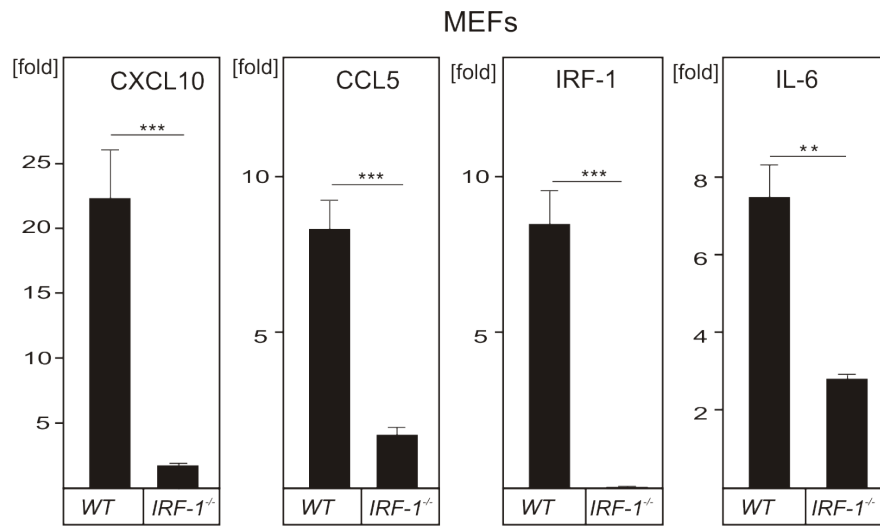 MEFs
[fold]
CXCL10
***
25
20
15
10
5
WT
IRF-1-/-
[fold]
CCL5
***
10
5
WT
IRF-1-/-
[fold]
IRF-1
***
10
5
WT
IRF-1-/-
[fold]
IL-6
**
8
6
4
2
WT
IRF-1-/-